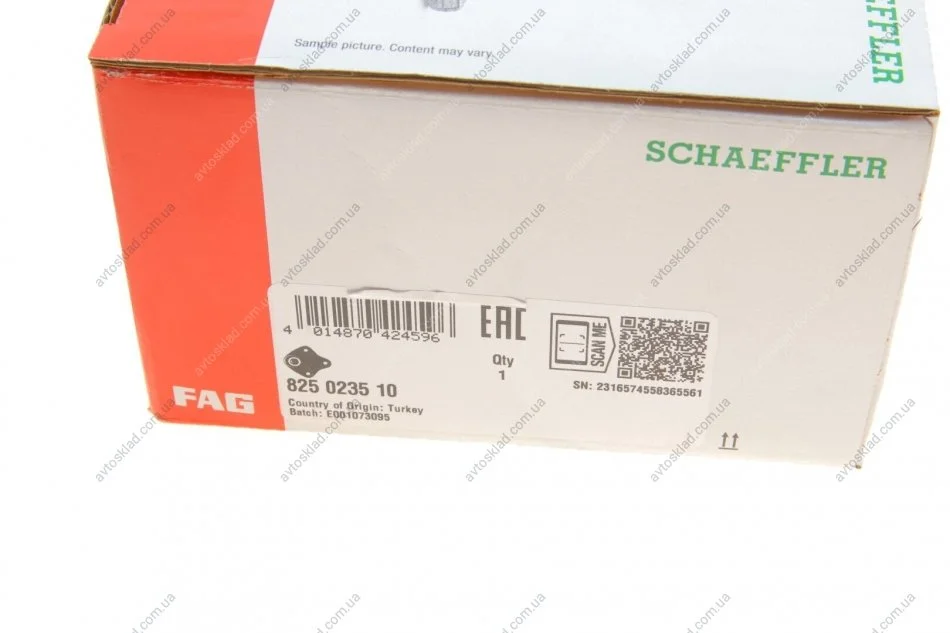 Sample picture. Content may vary.
SCHAEFFLER
SCHAEFFLER
4 014870 424596
EAC
SCAN ME
Qty
1
825 0235 10
SN: 2316574558365561
Country of Origin: Turkey
Batch: E001073095
FAG
avtosklad.com.ua